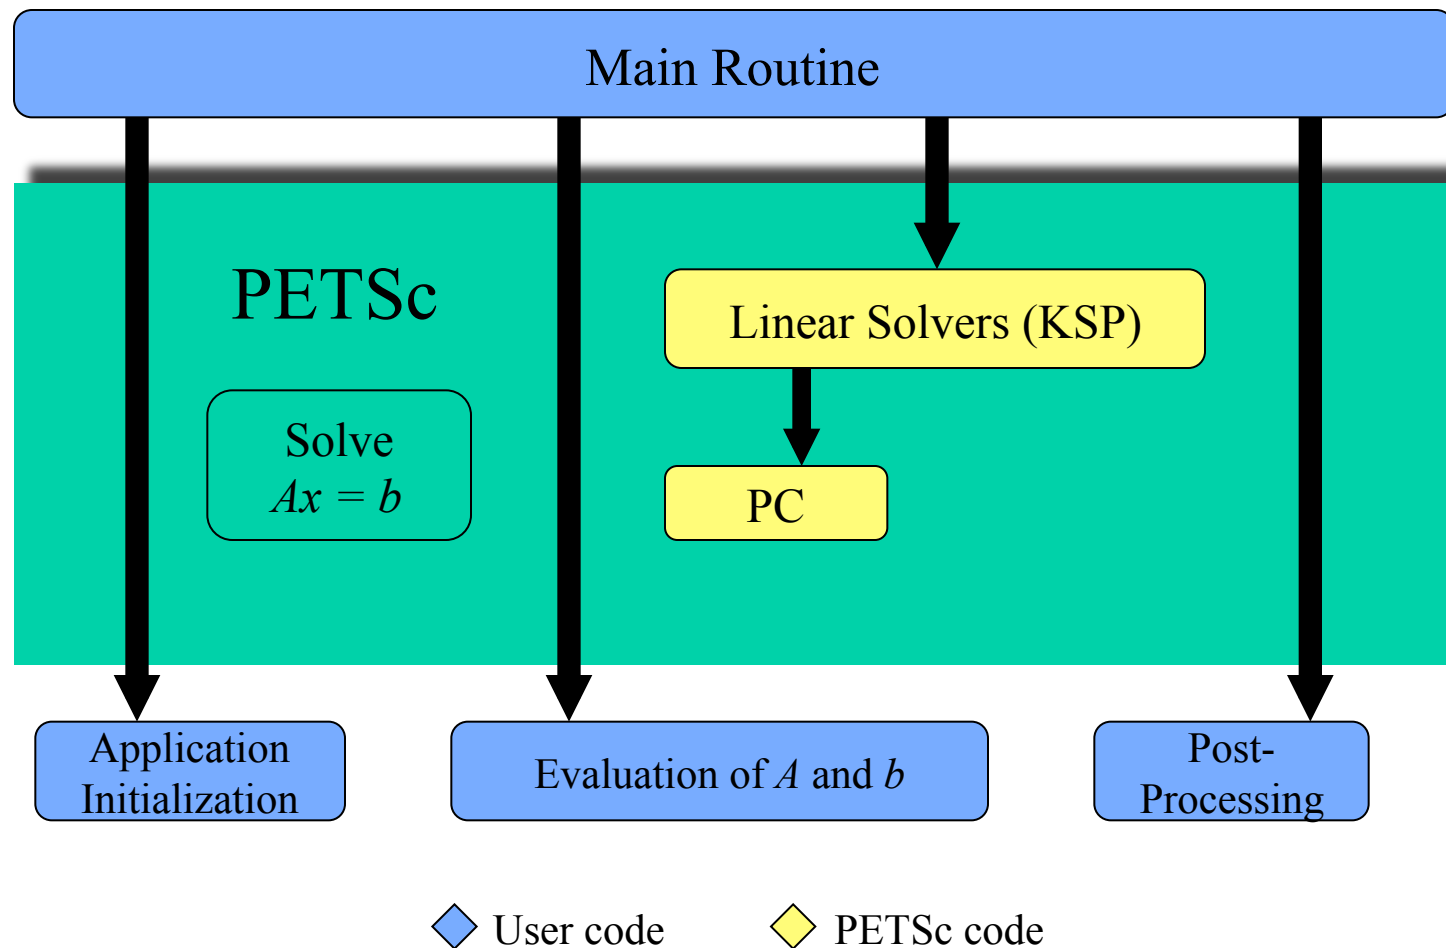 Main Routine
PETSc
Linear Solvers (KSP)
Solve
Ax = b
PC
Application
Initialization
Evaluation of A and b
Post-
Processing
User code
PETSc code